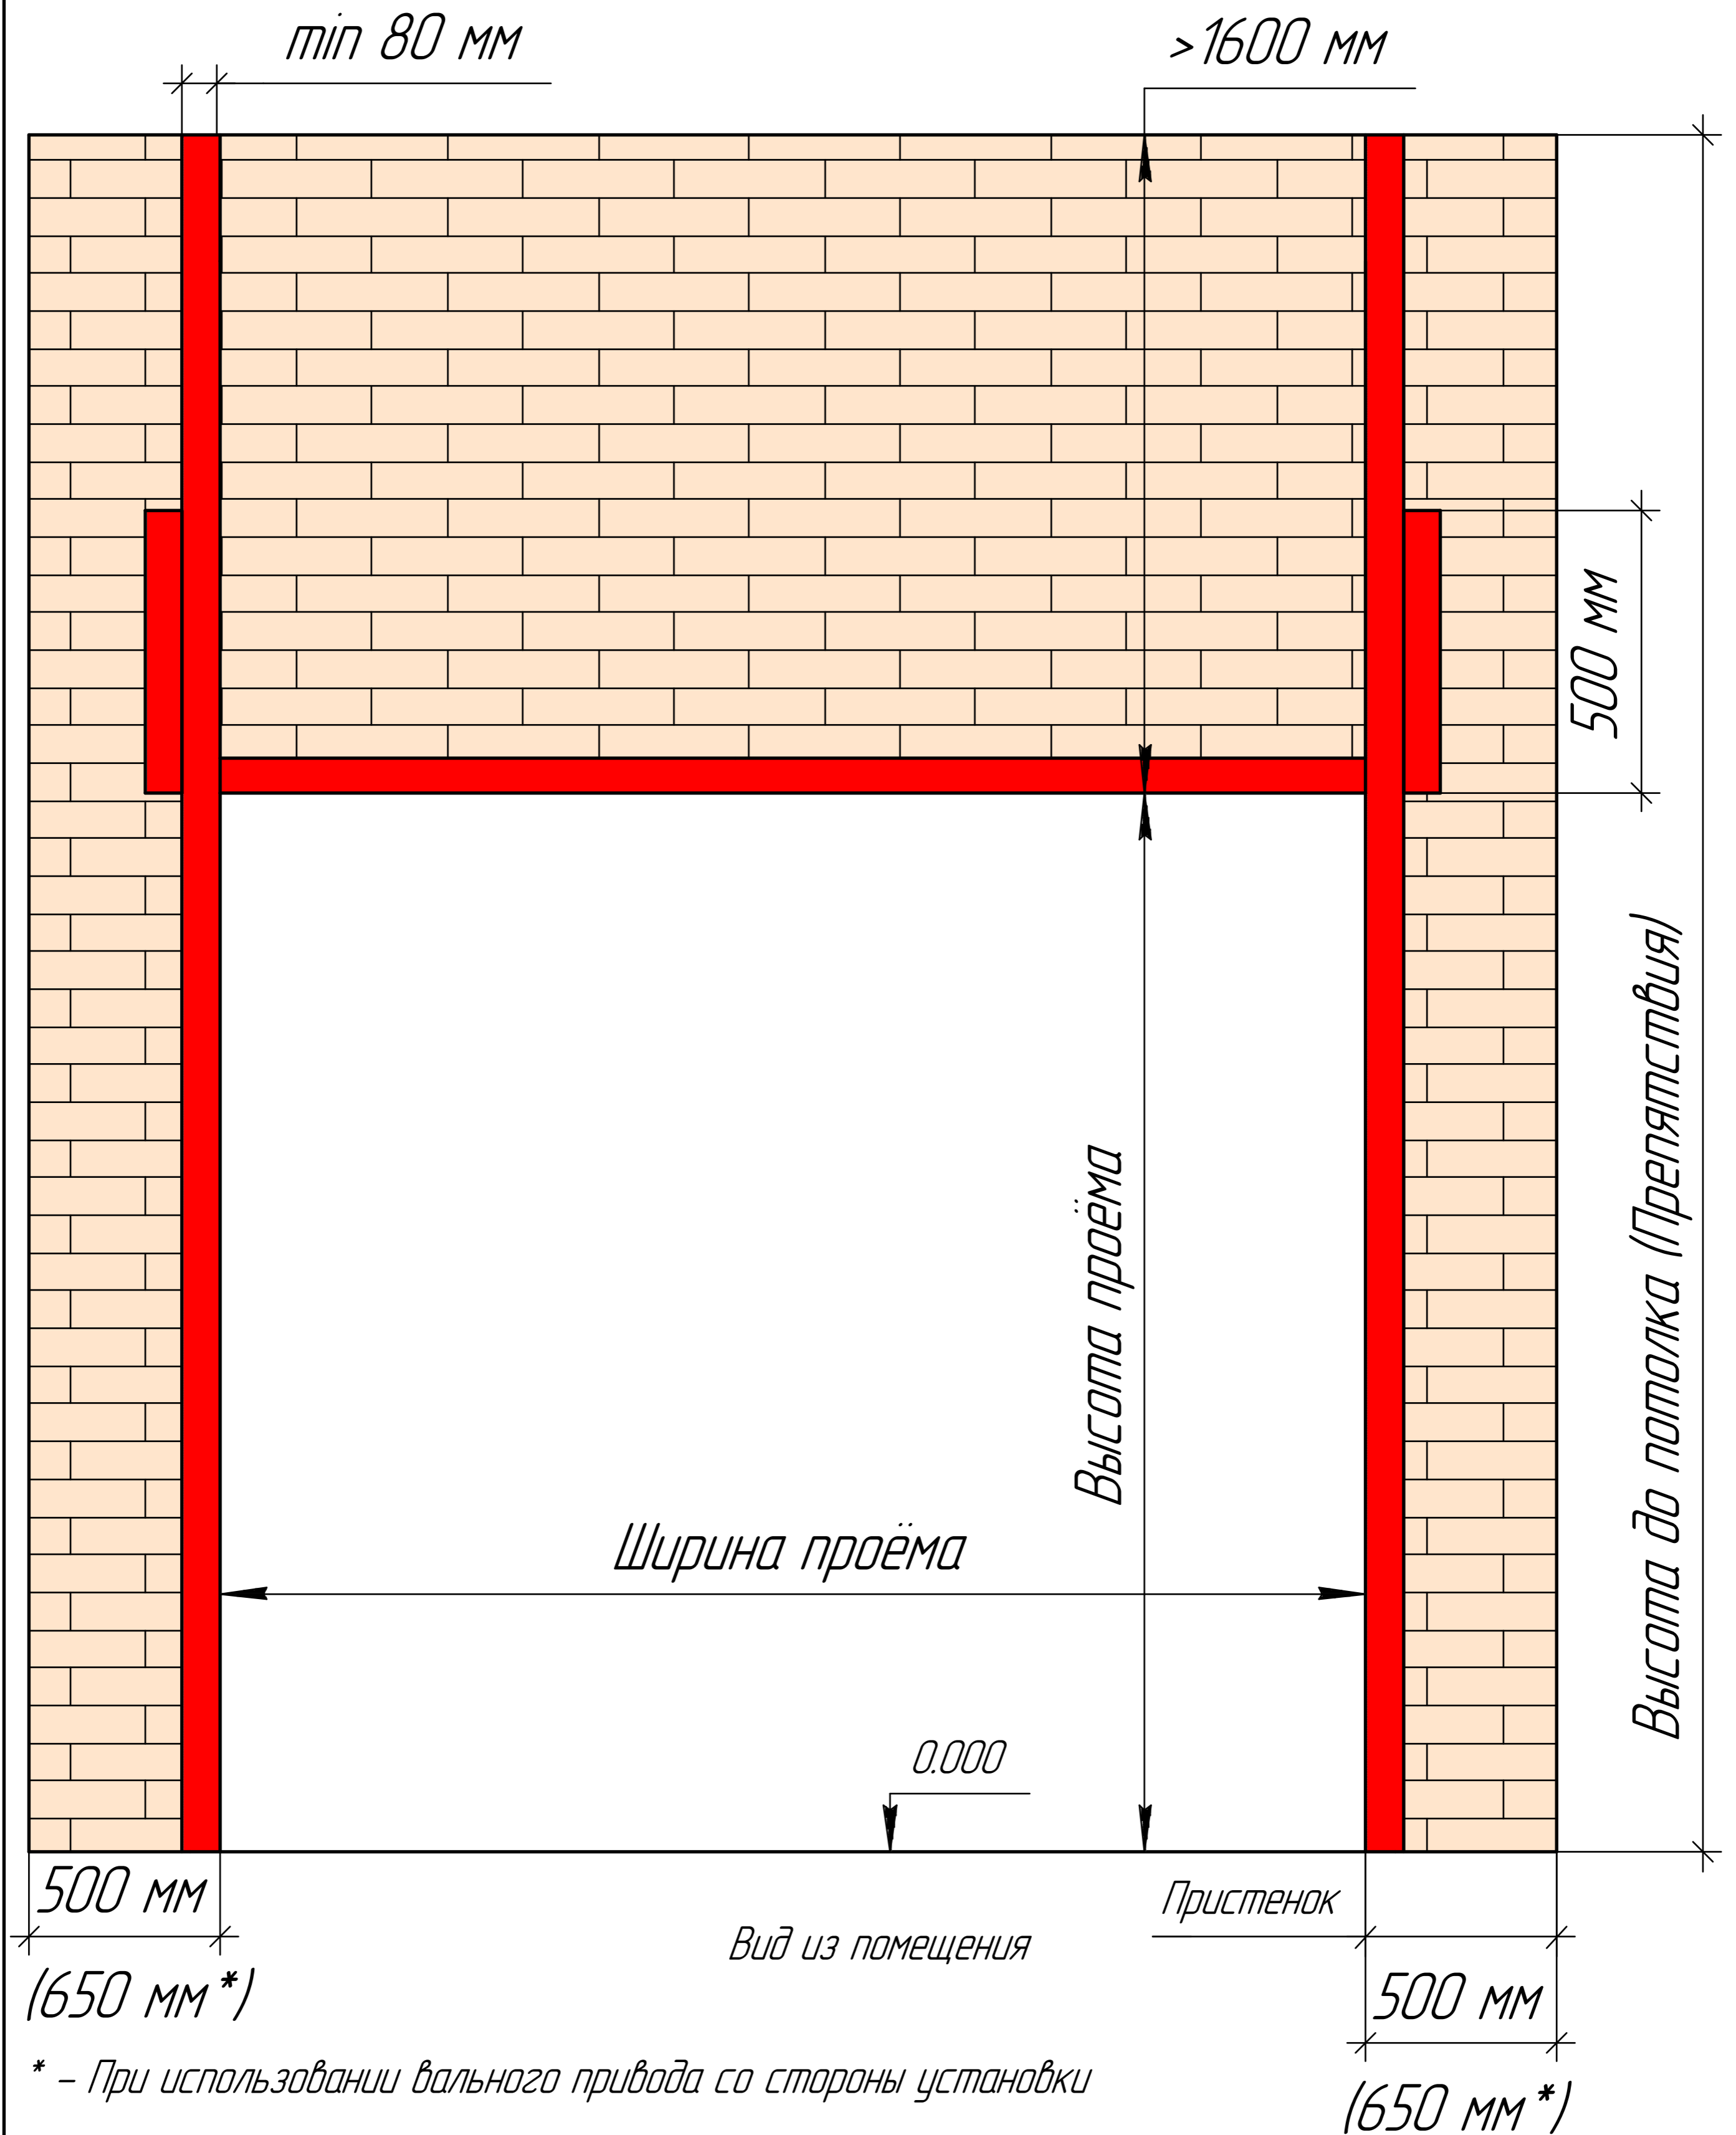 min 80 мм
>1600 мм
500 мм
Высота до потолка (Препятствия)
Высота проёма
Ширина проёма
0.000
500 мм
(650 мм*)
Вид из помещения
Пристенок
500 мм
(650 мм*)
* - При использовании вального привода со стороны установки